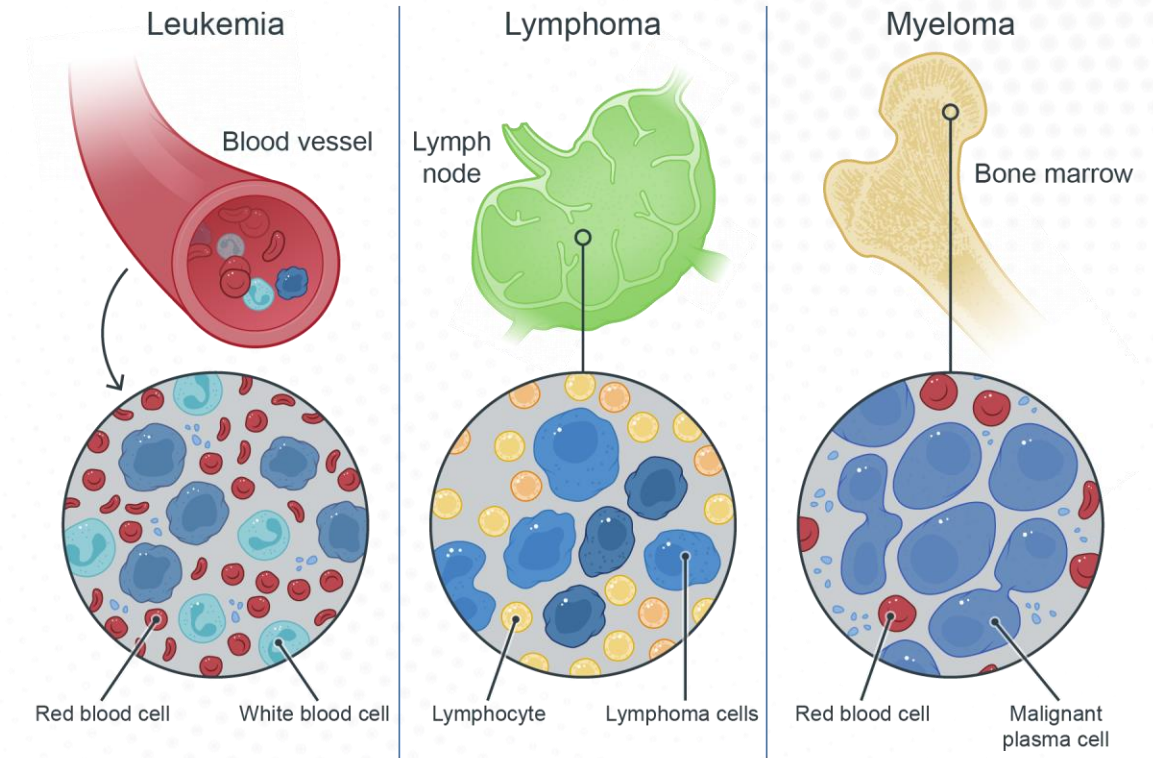 Leukemia
Blood vessel
Red blood cell
White blood cell
Lymphoma
Lymph
node
Lymphocyte
Lymphoma cells
Myeloma
Bone marrow
Red blood cell
Malignant
plasma cell